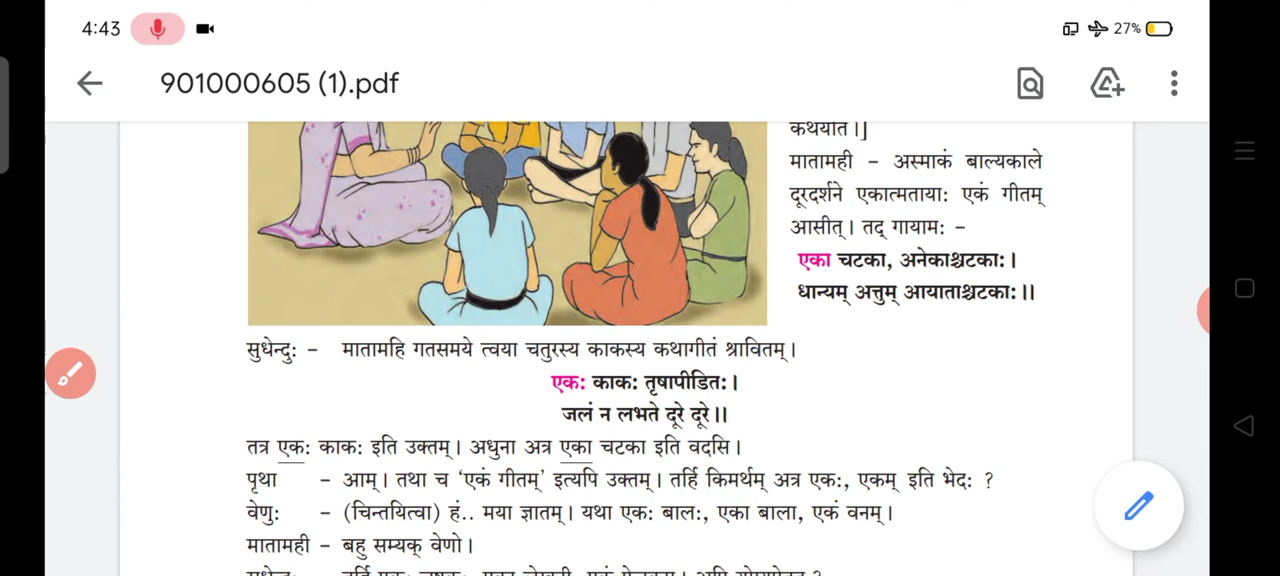 4:43
27%
901000605 (1).pdf
कथयति।]
मातामही – अस्माकं बाल्यकाले
दूरदर्शने एकात्मताया: एकं गीतम्
आसीत्। तद् गायाम: –
एका चटका, अनेकाश्चटका:।
धान्यम् अत्तुम् आयाताश्चटका:।।
सुधेन्दु: – मातामहि गतसमये त्वया चतुरस्य काकस्य कथागीतं श्रावितम्।
एक: काक: तृषापीडित:।
जलं न लभते दूरे दूरे।।
तत्र एक: काक: इति उक्तम्। अधुना अत्र एका चटका इति वदसि।
पृथा – आम्। तथा च ‘एकं गीतम्’ इत्यपि उक्तम्। तर्हि किमर्थम् अत्र एक:, एकम् इति भेद: ?
वेणु: – (चिन्तयित्वा) हं.. मया ज्ञातम्। यथा एक: बाल:, एका बाला, एकं वनम्।
मातामही – बहु सम्यक् वेणो।